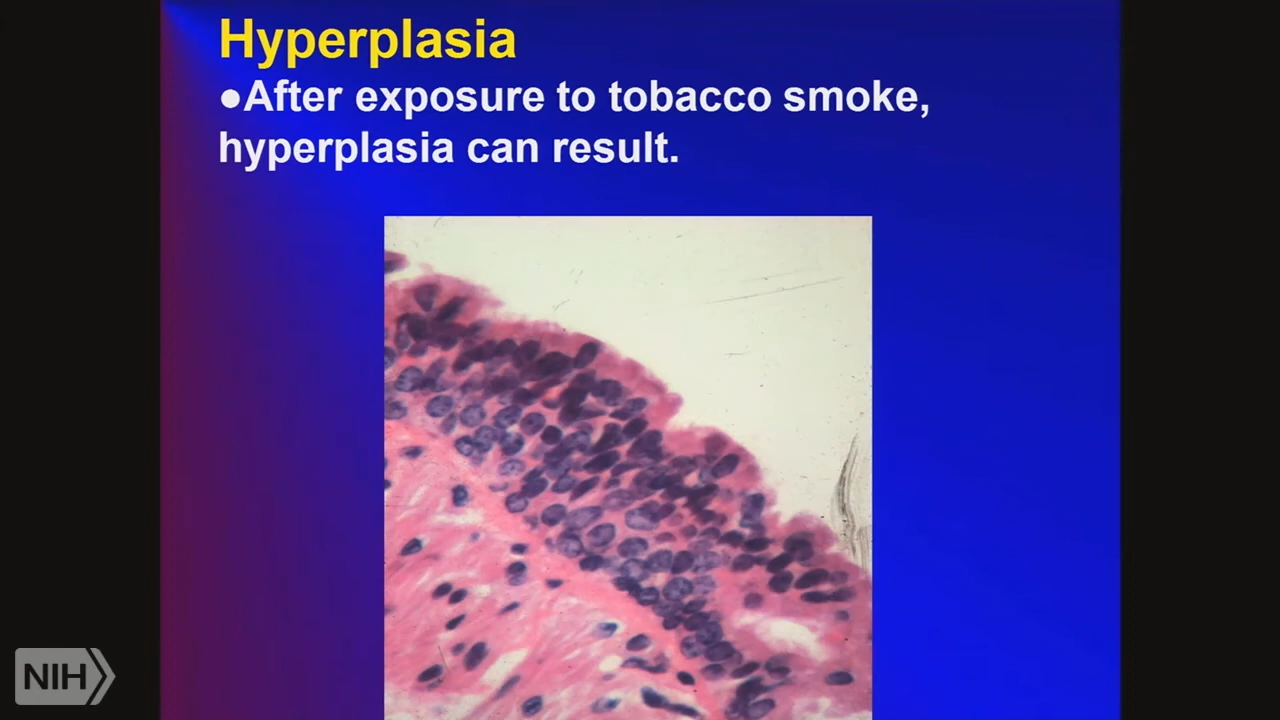 Hyperplasia
●After exposure to tobacco smoke,
hyperplasia can result.
NIH